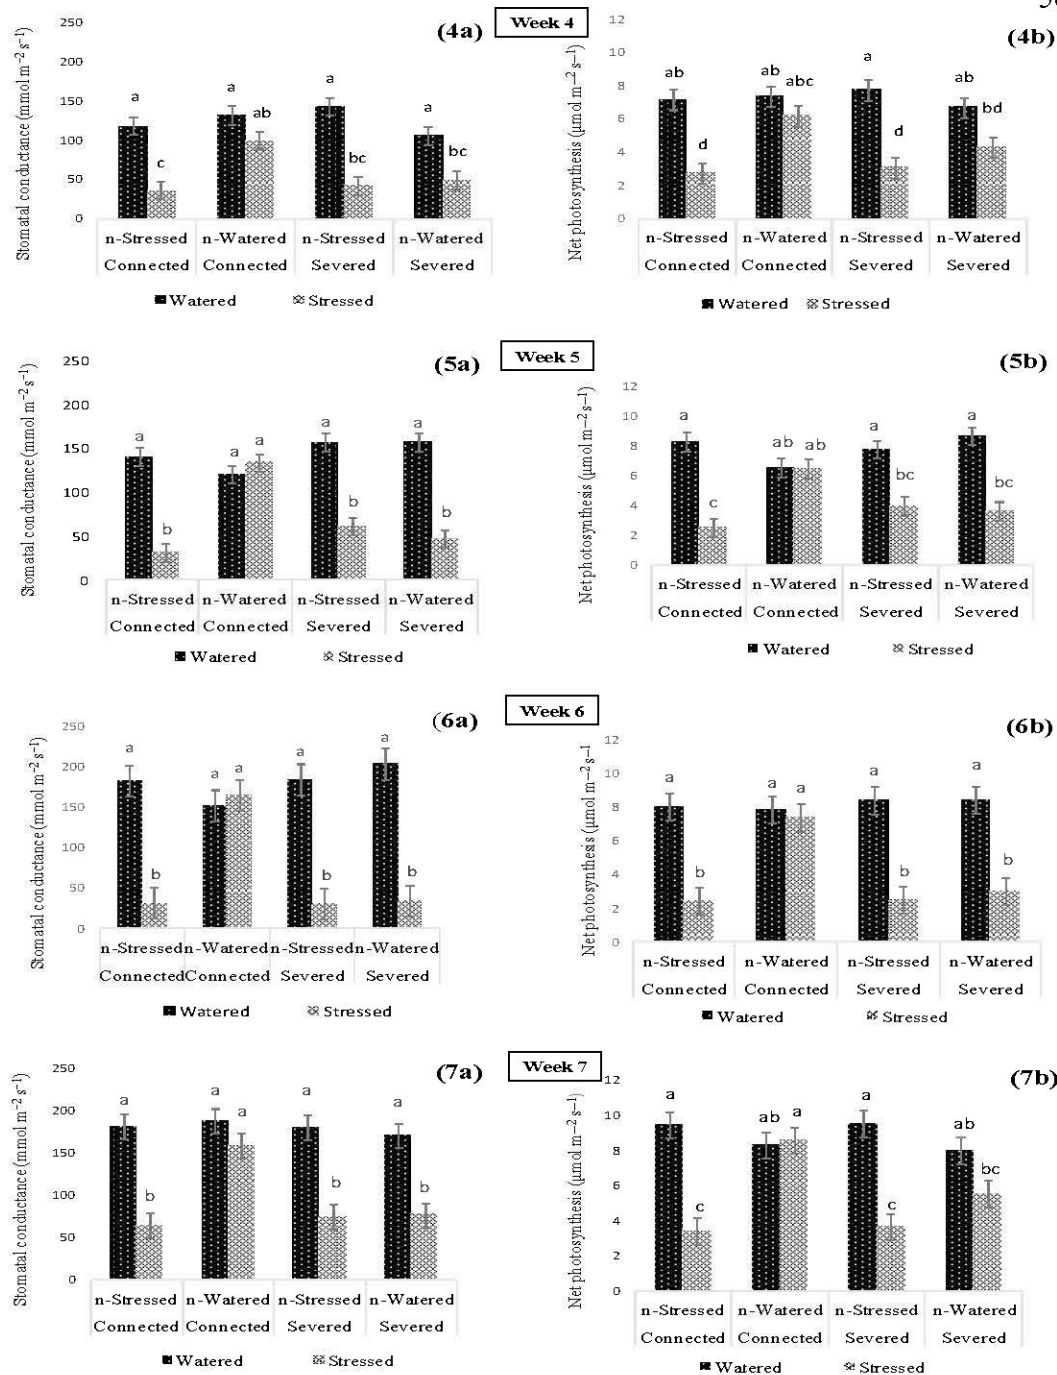 Week 4
(4a)
Stomatal conductance (mmol m−2 s−1)
250
200
150
100
50
0
a
c
a
ab
a
bc
a
bc
n-Stressed n-Watered n-Stressed n-Watered
Connected Connected Severed Severed
Watered Stressed
(4b)
Net photosynthesis (μmol m−2 s−1)
12
10
8
6
4
2
0
ab
d
ab
abc
a
d
ab
bd
n-Stressed n-Watered n-Stressed n-Watered
Connected Connected Severed Severed
Watered Stressed
Week 5
(5a)
Stomatal conductance (mmol m−2 s−1)
250
200
150
100
50
0
a
b
a
a
a
b
a
b
n-Stressed n-Watered n-Stressed n-Watered
Connected Connected Severed Severed
Watered Stressed
(5b)
Net photosynthesis (μmol m−2 s−1)
12
10
8
6
4
2
0
a
c
ab
ab
a
bc
a
bc
n-Stressed n-Watered n-Stressed n-Watered
Connected Connected Severed Severed
Watered Stressed
Week 6
(6a)
Stomatal conductance (mmol m−2 s−1)
250
200
150
100
50
0
a
b
a
a
a
b
a
b
n-Stressed n-Watered n-Stressed n-Watered
Connected Connected Severed Severed
Watered Stressed
(6b)
Net photosynthesis (μmol m−2 s−1
12
10
8
6
4
2
0
a
b
a
a
a
b
a
b
n-Stressed n-Watered n-Stressed n-Watered
Connected Connected Severed Severed
Watered Stressed
Week 7
(7a)
Stomatal conductance (mmol m−2 s−1)
250
200
150
100
50
0
a
b
a
a
a
b
a
b
n-Stressed n-Watered n-Stressed n-Watered
Connected Connected Severed Severed
Watered Stressed
(7b)
Net photosynthesis (μmol m−2 s−1)
12
10
8
6
4
2
0
a
c
ab
a
a
c
ab
bc
n-Stressed n-Watered n-Stressed n-Watered
Connected Connected Severed Severed
Watered Stressed